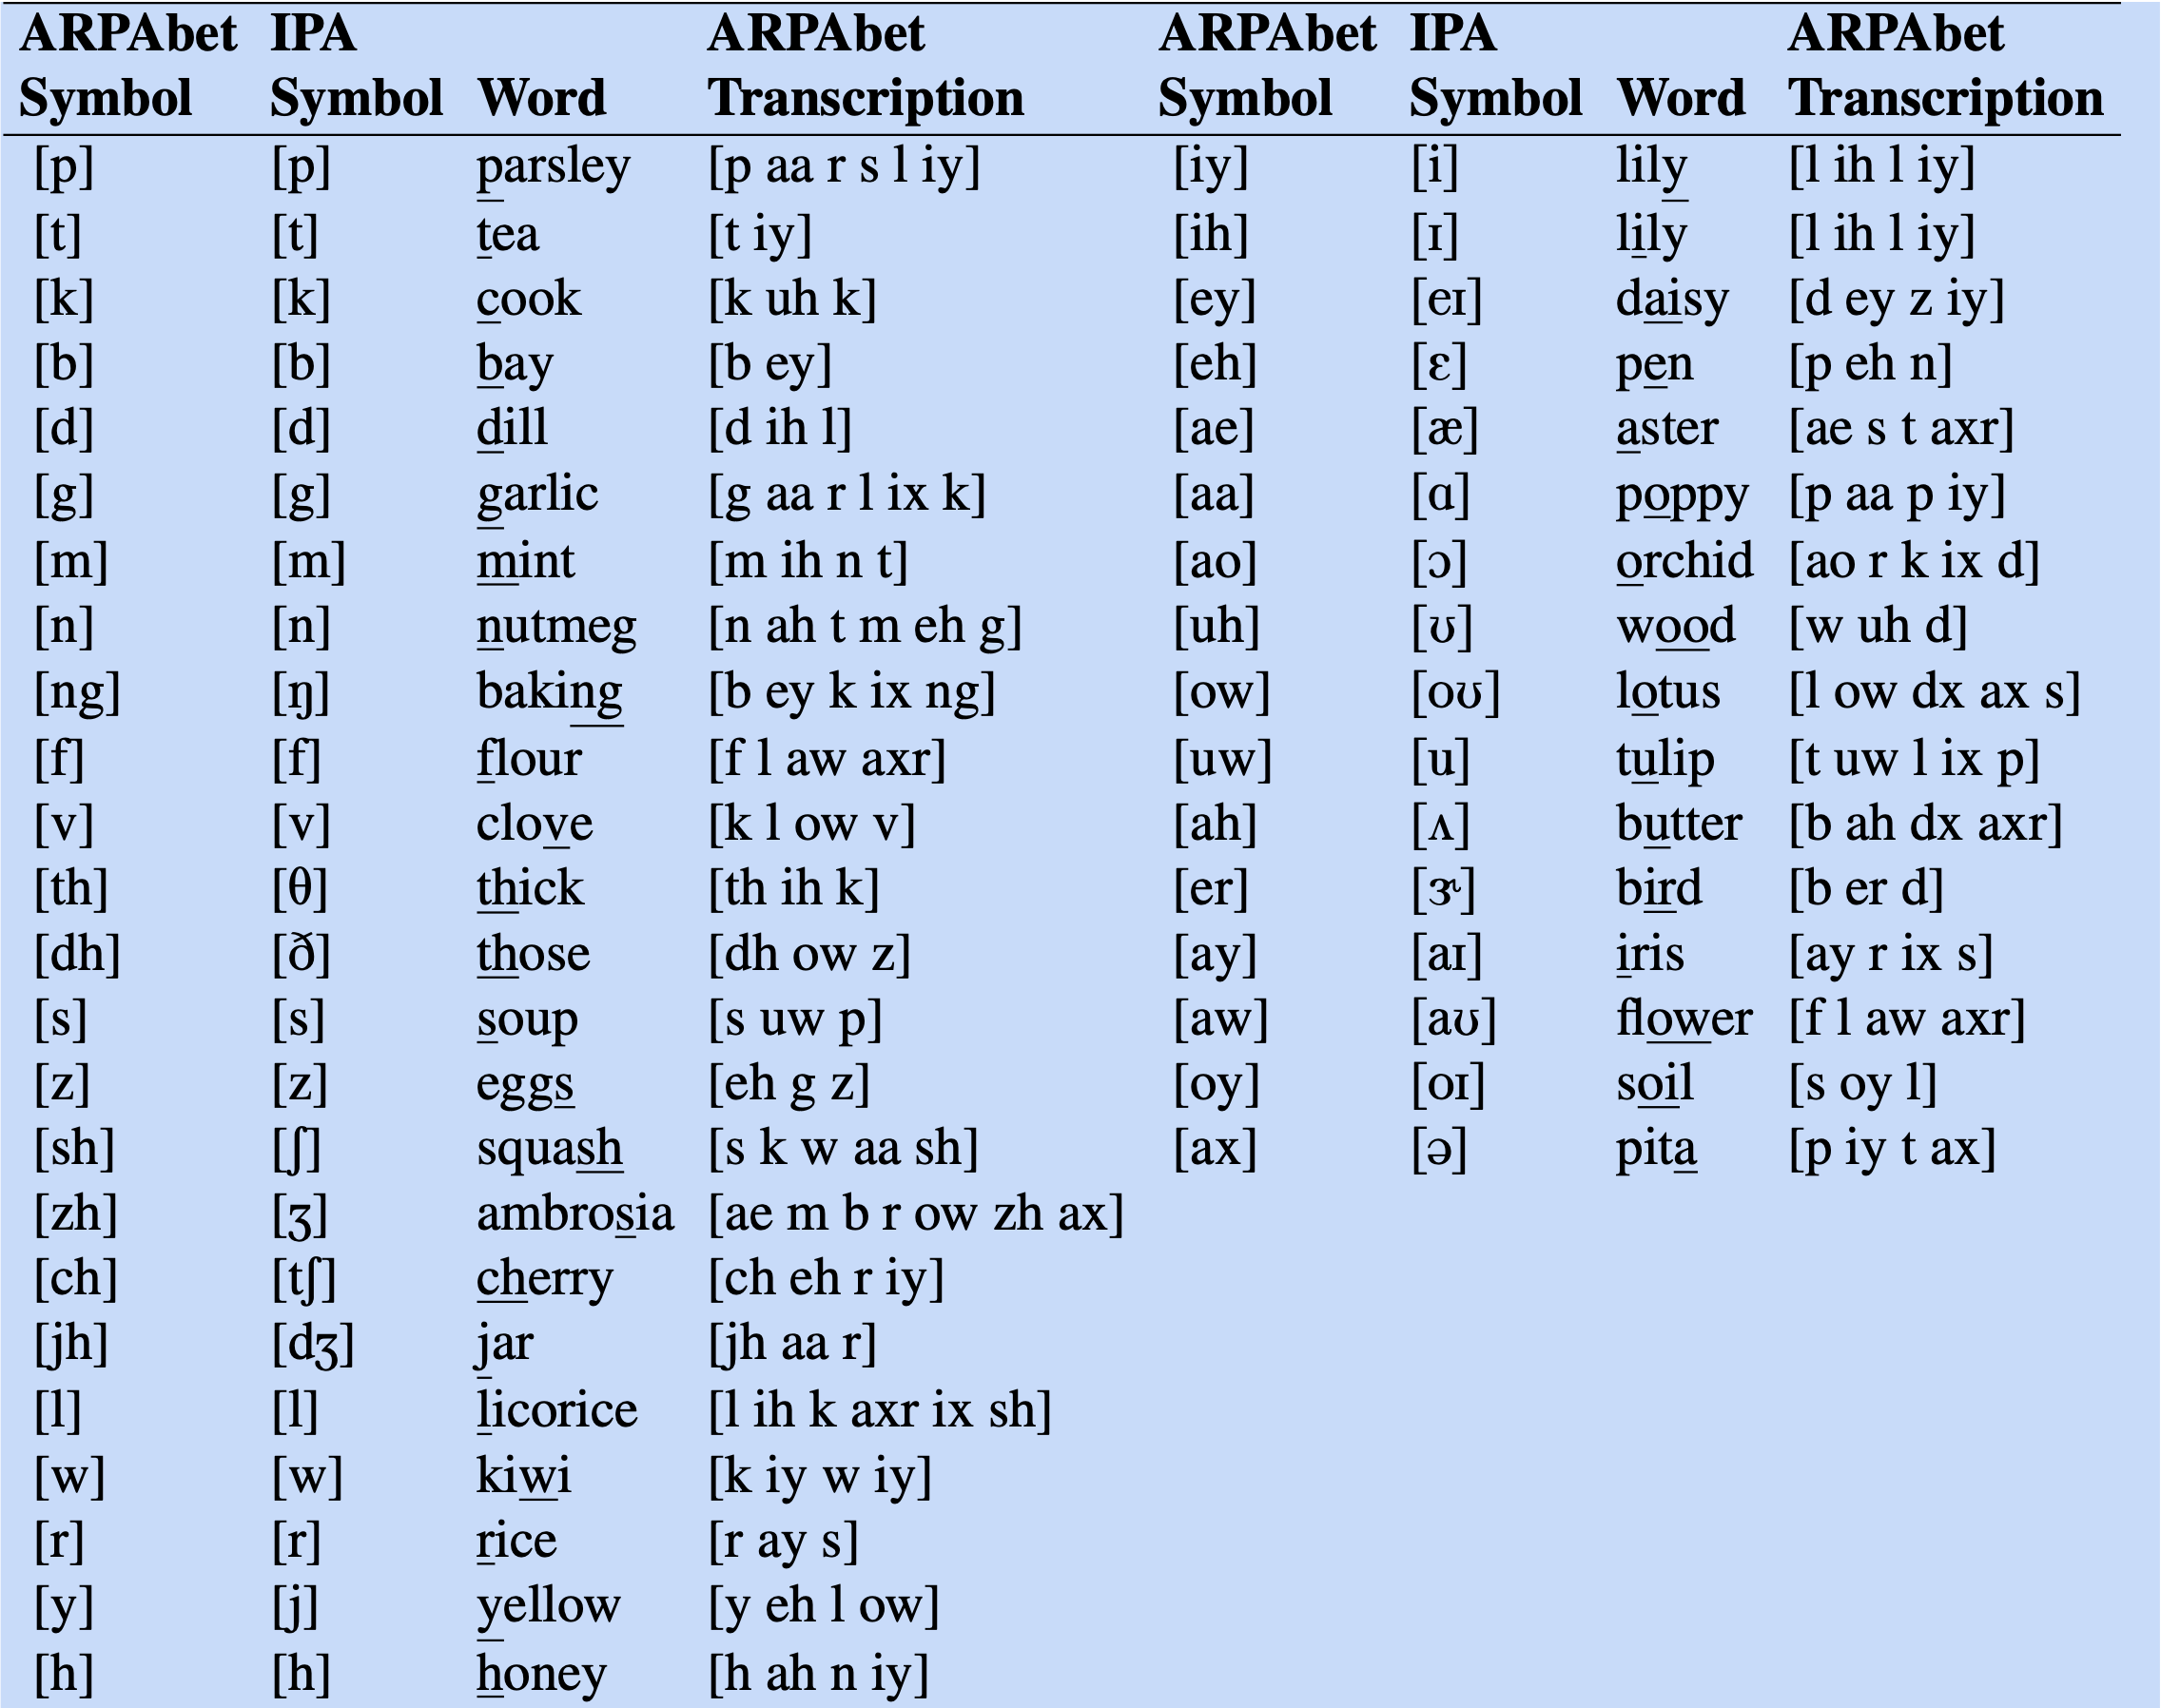 ARPAbet IPA ARPAbet ARPAbet IPA ARPAbet
Symbol Symbol Word Transcription Symbol Symbol Word Transcription
[p] [p] parsley [p aa r s l iy] [iy] [i] lily [l ih l iy]
[t] [t] tea [t iy] [ih] [ɪ] lily [l ih l iy]
[k] [k] cook [k uh k] [ey] [eɪ] daisy [d ey z iy]
[b] [b] bay [b ey] [eh] [ɛ] pen [p eh n]
[d] [d] dill [d ih l] [ae] [æ] aster [ae s t axr]
[g] [g] garlic [g aa r l ix k] [aa] [ɑ] poppy [p aa p iy]
[m] [m] mint [m ih n t] [ao] [ɔ] orchid [ao r k ix d]
[n] [n] nutmeg [n ah t m eh g] [uh] [ʊ] wood [w uh d]
[ng] [ŋ] baking [b ey k ix ng] [ow] [oʊ] lotus [l ow dx ax s]
[f] [f] flour [f l aw axr] [uw] [u] tulip [t uw l ix p]
[v] [v] clove [k l ow v] [ah] [ʌ] butter [b ah dx axr]
[th] [θ] thick [th ih k] [er] [ɝ] bird [b er d]
[dh] [ð] those [dh ow z] [ay] [aɪ] iris [ay r ix s]
[s] [s] soup [s uw p] [aw] [aʊ] flower [f l aw axr]
[z] [z] eggs [eh g z] [oy] [oɪ] soil [s oy l]
[sh] [ʃ] squash [s k w aa sh] [ax] [ə] pita [p iy t ax]
[zh] [ʒ] ambrosia [ae m b r ow zh ax]
[ch] [tʃ] cherry [ch eh r iy]
[jh] [dʒ] jar [jh aa r]
[l] [l] licorice [l ih k axr ix sh]
[w] [w] kiwi [k iy w iy]
[r] [r] rice [r ay s]
[y] [j] yellow [y eh l ow]
[h] [h] honey [h ah n iy]